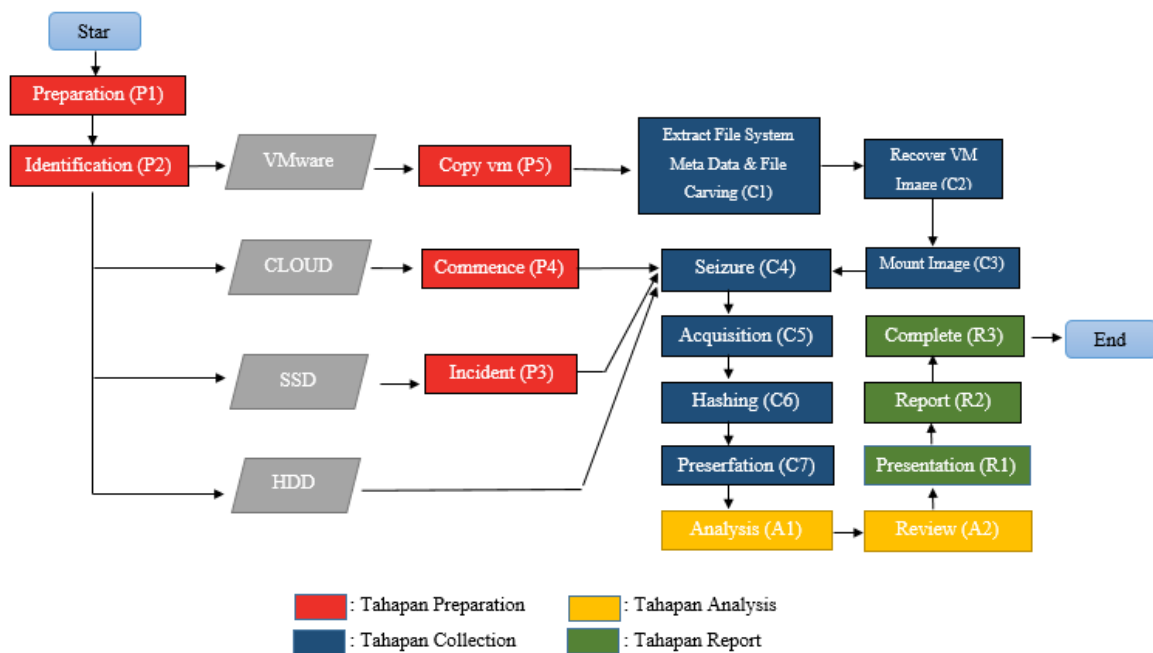 Star
Preparation (P1)
Identification (P2)
VMware
Copy vm (P5)
Extract File System
Meta Data & File
Carving (C1)
Recover VM
Image (C2)
CLOUD
Commence (P4)
Seizure (C4)
Mount Image (C3)
SSD
Incident (P3)
Acquisition (C5)
Complete (R3)
End
Hashing (C6)
Report (R2)
HDD
Preserfation (C7)
Presentation (R1)
Analysis (A1)
Review (A2)
: Tahapan Preparation
: Tahapan Analysis
: Tahapan Collection
: Tahapan Report